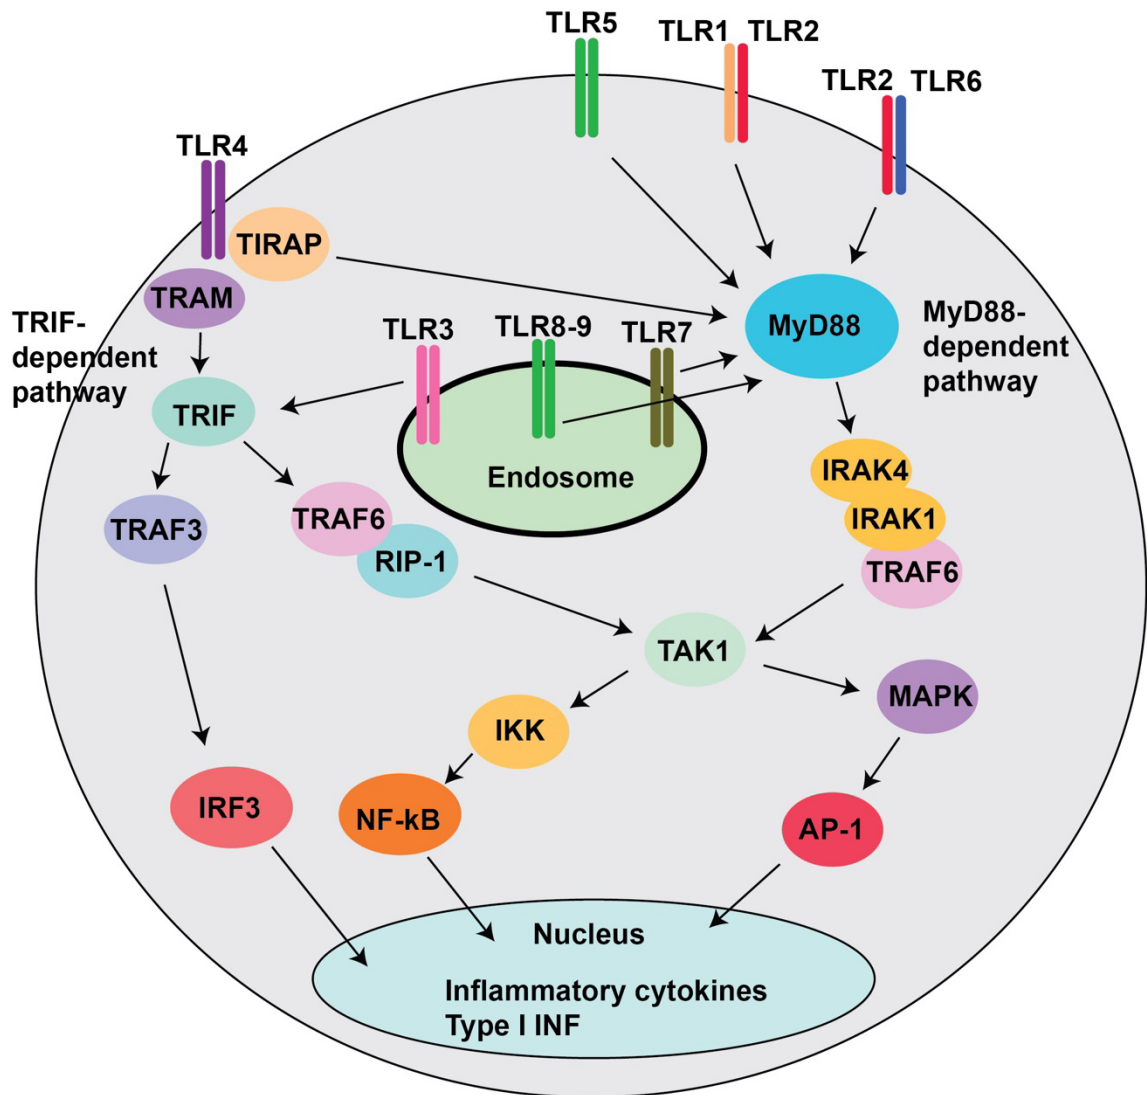 TLR5
TLR1 TLR2
TLR2 TLR6
TLR4
TIRAP
TRAM
TRIF-
dependent
pathway
TLR3
TLR8-9
TLR7
MyD88
MyD88-
dependent
pathway
TRIF
Endosome
IRAK4
IRAK1
TRAF6
TRAF3
TRAF6
RIP-1
TAK1
MAPK
IKK
IRF3
NF-kB
AP-1
Nucleus
Inflammatory cytokines
Type I INF